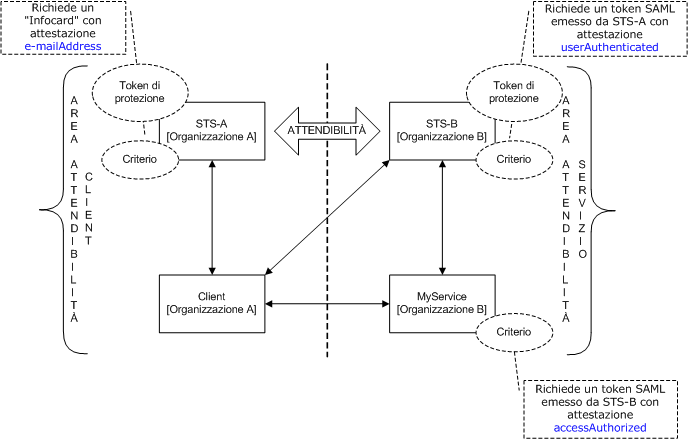 Richiede un
"Infocard" con
attestazione
e-mailAddress
Richiede un token SAML
emesso da STS-A con
attestazione
userAuthenticated
Token di
protezione
STS-A
[Organizzazione A]
Criterio
ATTENDIBILITÀ
Token di
protezione
STS-B
[Organizzazione B]
Criterio
AREA ATTENDIBILITÀ
CLIENT
AREA ATTENDIBILITÀ
SERVIZIO
Client
[Organizzazione A]
MyService
[Organizzazione B]
Criterio
Richiede un token SAML
emesso da STS-B con
attestazione
accessAuthorized